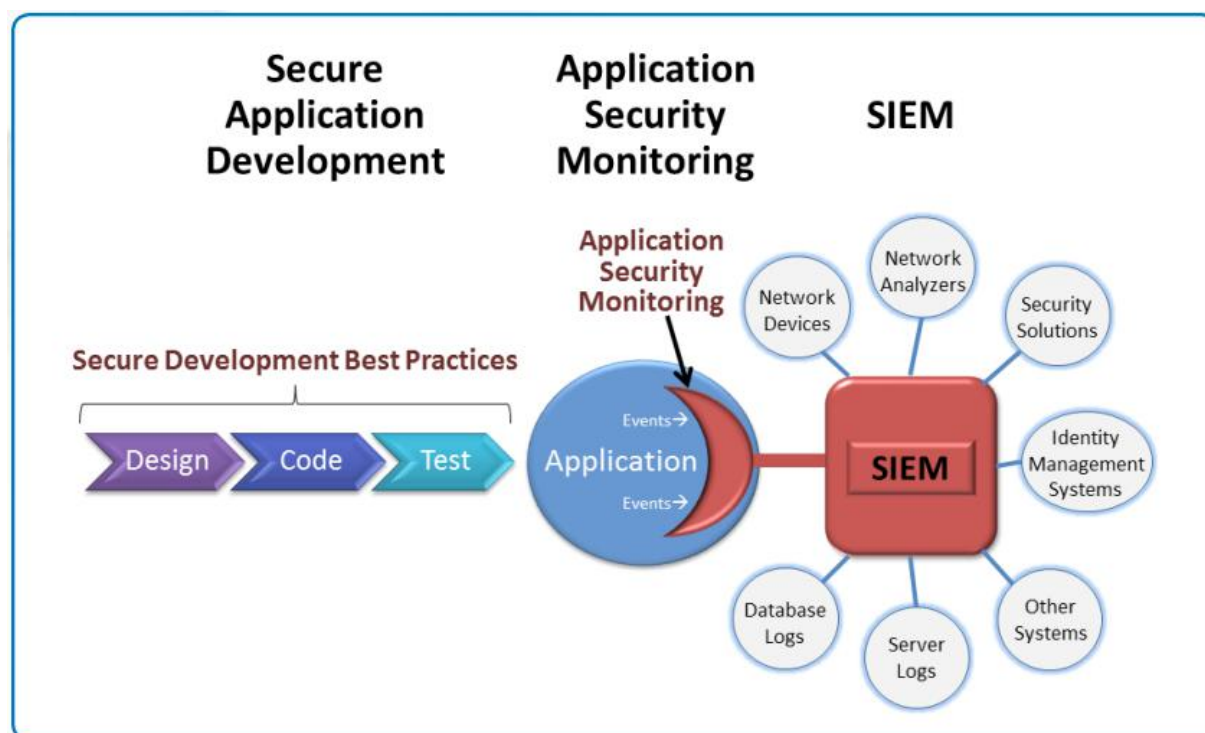 Secure
Application
Development
Application
Security
Monitoring
SIEM
Application
Security
Monitoring
Secure Development Best Practices
Design
Code
Test
Events→
Application
Events→
SIEM
Network
Devices
Network
Analyzers
Security
Solutions
Identity
Management
Systems
Other
Systems
Server
Logs
Database
Logs